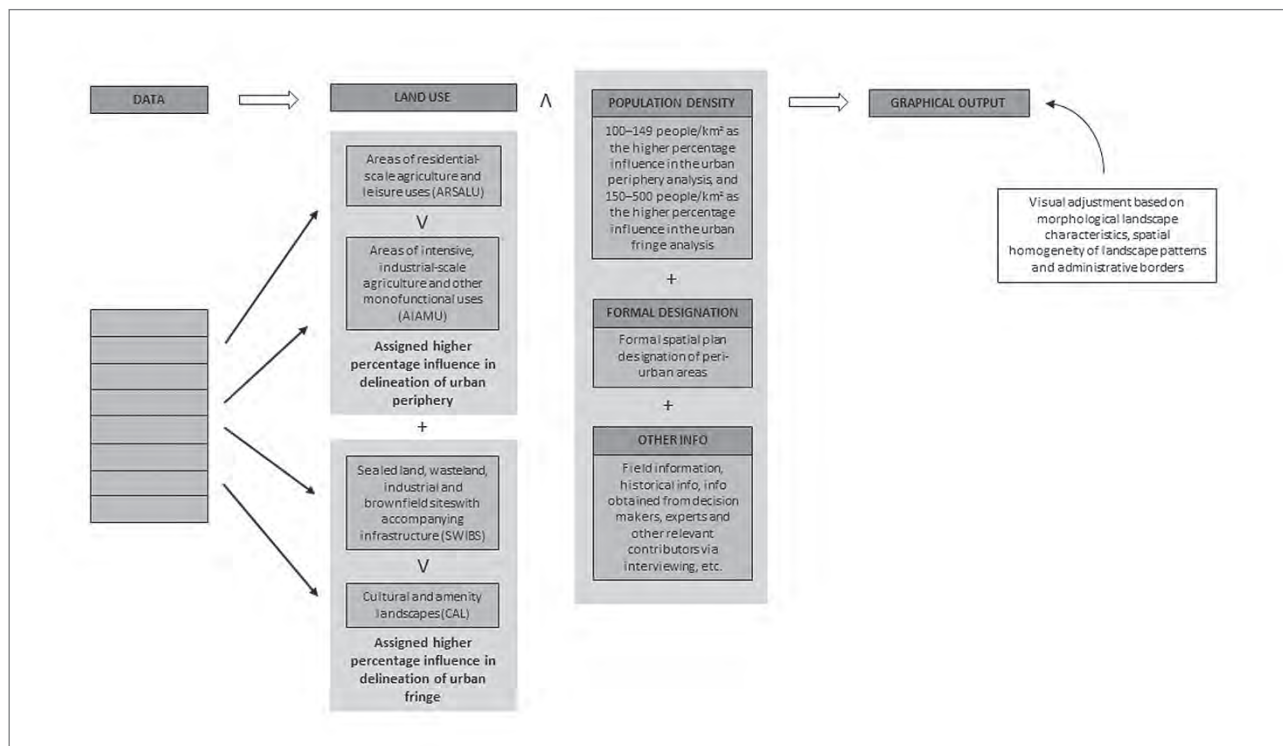 DATA
LAND USE
Λ
POPULATION DENSITY
GRAPHICAL OUTPUT
Areas of residential-
scale agriculture and
leisure uses (ARSALU)
V
Areas of intensive,
industrial-scale
agriculture and other
monofunctional uses
(AIAMU)
Assigned higher
percentage influence in
delineation of urban
periphery
+
Sealed land, wasteland,
industrial and
brownfield siteswith
accompanying
infrastructure (SWIBS)
V
Cultural and amenity
landscapes (CAL)
Assigned higher
percentage influence in
delineation of urban
fringe
100–149 people/km² as
the higher percentage
influence in the urban
periphery analysis, and
150–500 people/km² as
the higher percentage
influence in the urban
fringe analysis
+
FORMAL DESIGNATION
Formal spatial plan
designation of peri-
urban areas
+
OTHER INFO
Field information,
historical info, info
obtained from decision
makers, experts and
other relevant
contributors via
interviewing, etc.
Visual adjustment based on
morphological landscape
characteristics, spatial
homogeneity of landscape patterns
and administrative borders